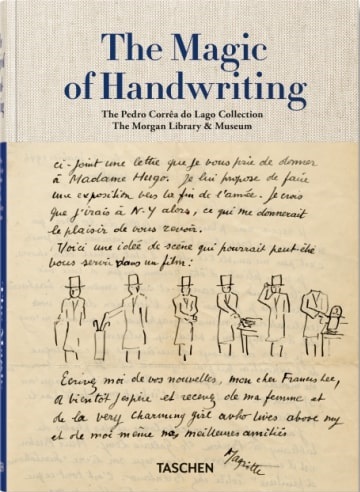 The Magic
of Handwriting
The Pedro Corrêa do Lago Collection
The Morgan Library & Museum
ci-joint une lettre que je vous prie de donner
à Madame Hugo. Je lui propose de faire
une exposition vers la fin de l'année. Je crois
que j'irais à N-Y alors, ce qui me donnerait
le plaisir de vous revoir.
Voici une idée de scène qui pourrait peut-être
vous servir dans un film :
Ecrivez moi de vos nouvelles, mon cher Francis Lee,
A bientôt j'espère et recevez de ma femme et
de la very charming girl who lives above my
et de moi même nos meilleures amitiés
Magritte
TASCHEN